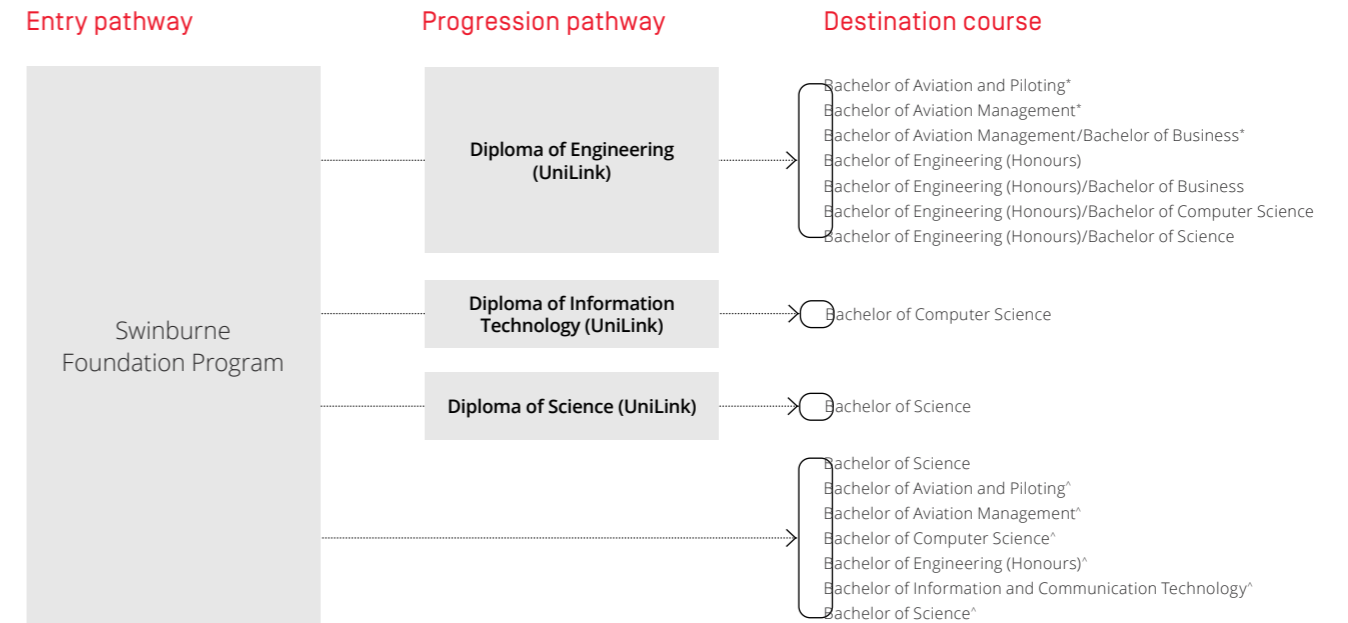 Entry pathway
Progression pathway
Destination course
Swinburne
Foundation Program
Diploma of Engineering
(UniLink)
Bachelor of Aviation and Piloting*
Bachelor of Aviation Management*
Bachelor of Aviation Management/Bachelor of Business*
Bachelor of Engineering (Honours)
Bachelor of Engineering (Honours)/Bachelor of Business
Bachelor of Engineering (Honours)/Bachelor of Computer Science
Bachelor of Engineering (Honours)/Bachelor of Science
Diploma of Information
Technology (UniLink)
Bachelor of Computer Science
Diploma of Science (UniLink)
Bachelor of Science
Bachelor of Science
Bachelor of Aviation and Piloting^
Bachelor of Aviation Management^
Bachelor of Computer Science^
Bachelor of Engineering (Honours)^
Bachelor of Information and Communication Technology^
Bachelor of Science^